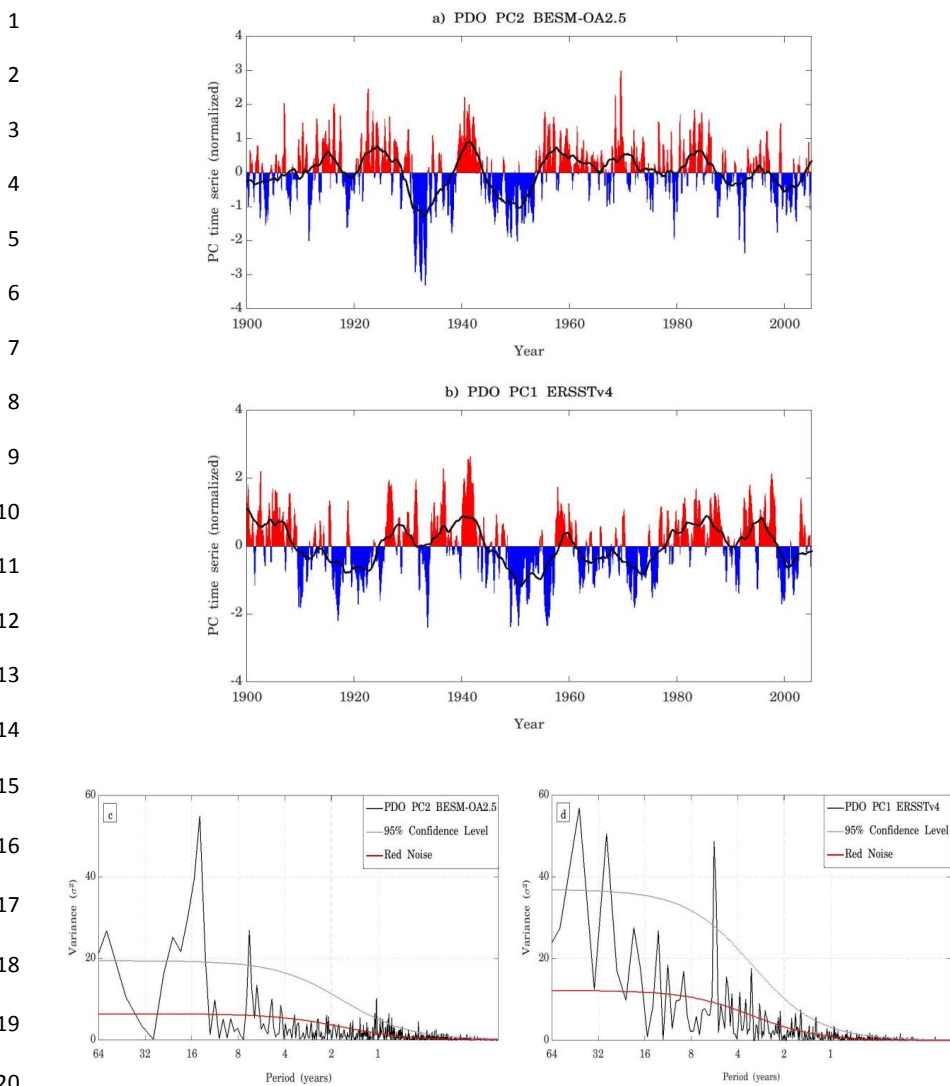 1
2
3
4
5
6
7
8
9
10
11
12
13
14
15
16
17
18
19
20
a) PDO PC2 BESM-OA2.5
PC time serie (normalized)
4
3
2
1
0
-1
-2
-3
-4
1900 1920 1940 1960 1980 2000
Year
b) PDO PC1 ERSSTv4
PC time serie (normalized)
4
2
0
-2
-4
1900 1920 1940 1960 1980 2000
Year
c
PDO PC2 BESM-OA2.5
95% Confidence Level
Red Noise
Variance (σ²)
60
40
20
0
64 32 16 8 4 2 1
Period (years)
d
PDO PC1 ERSSTv4
95% Confidence Level
Red Noise
Variance (σ²)
60
40
20
0
64 32 16 8 4 2 1
Period (years)